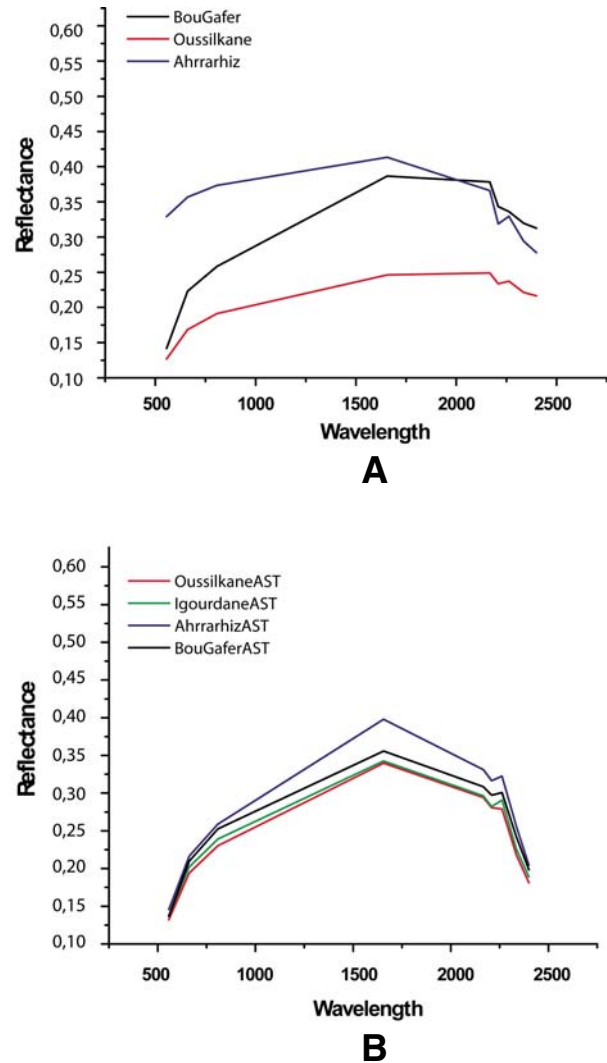 BouGafer
Oussilkane
Ahrrarhiz
0,60
0,55
0,50
0,45
0,40
0,35
0,30
0,25
0,20
0,15
0,10
Reflectance
500 1000 1500 2000 2500
Wavelength
A
OussilkaneAST
IgourdaneAST
AhrrarhizAST
BouGaferAST
0,60
0,55
0,50
0,45
0,40
0,35
0,30
0,25
0,20
0,15
0,10
Reflectance
500 1000 1500 2000 2500
Wavelength
B